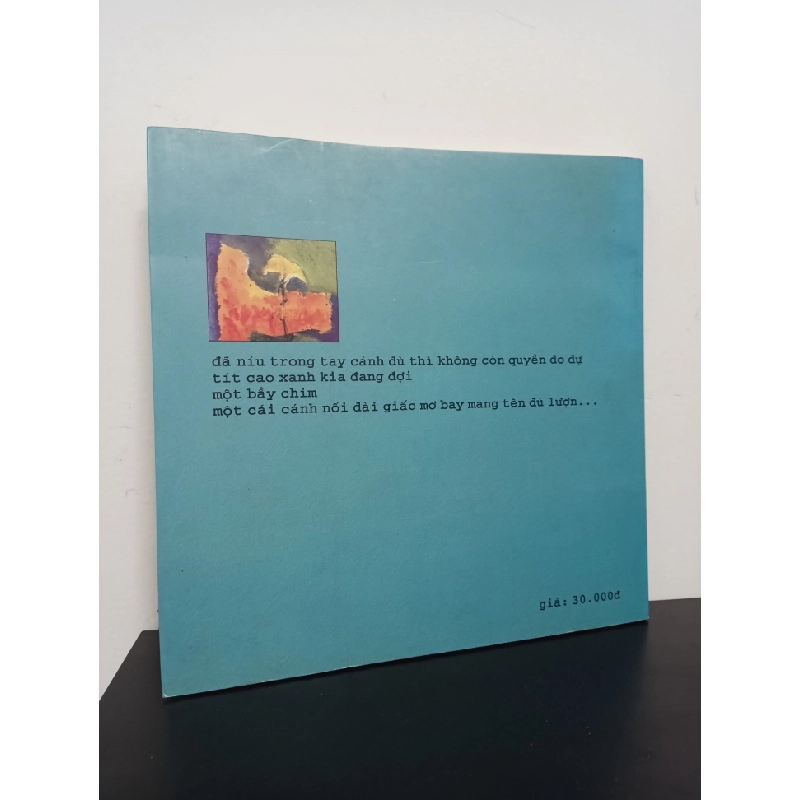 đã níu trong tay cánh dù thì không còn quyền do dự
tít cao xanh kia đang đợi
một bầy chim
một cái cánh nối dài giấc mơ bay mang tên dù lượn...
giá: 30.000đ